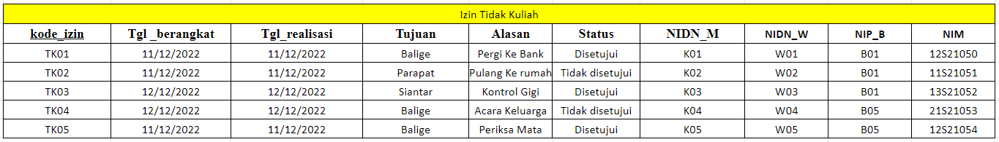 Izin Tidak Kuliah
kode_izin Tgl _berangkat Tgl_realisasi Tujuan Alasan Status NIDN_M NIDN_W NIP_B NIM
TK01 11/12/2022 11/12/2022 Balige Pergi Ke Bank Disetujui K01 W01 B01 12S21050
TK02 11/12/2022 11/12/2022 Parapat Pulang Ke rumah Tidak disetujui K02 W02 B01 11S21051
TK03 12/12/2022 12/12/2022 Siantar Kontrol Gigi Disetujui K03 W03 B01 13S21052
TK04 12/12/2022 12/12/2022 Balige Acara Keluarga Tidak disetujui K04 W04 B05 21S21053
TK05 11/12/2022 11/12/2022 Balige Periksa Mata Disetujui K05 W05 B05 12S21054